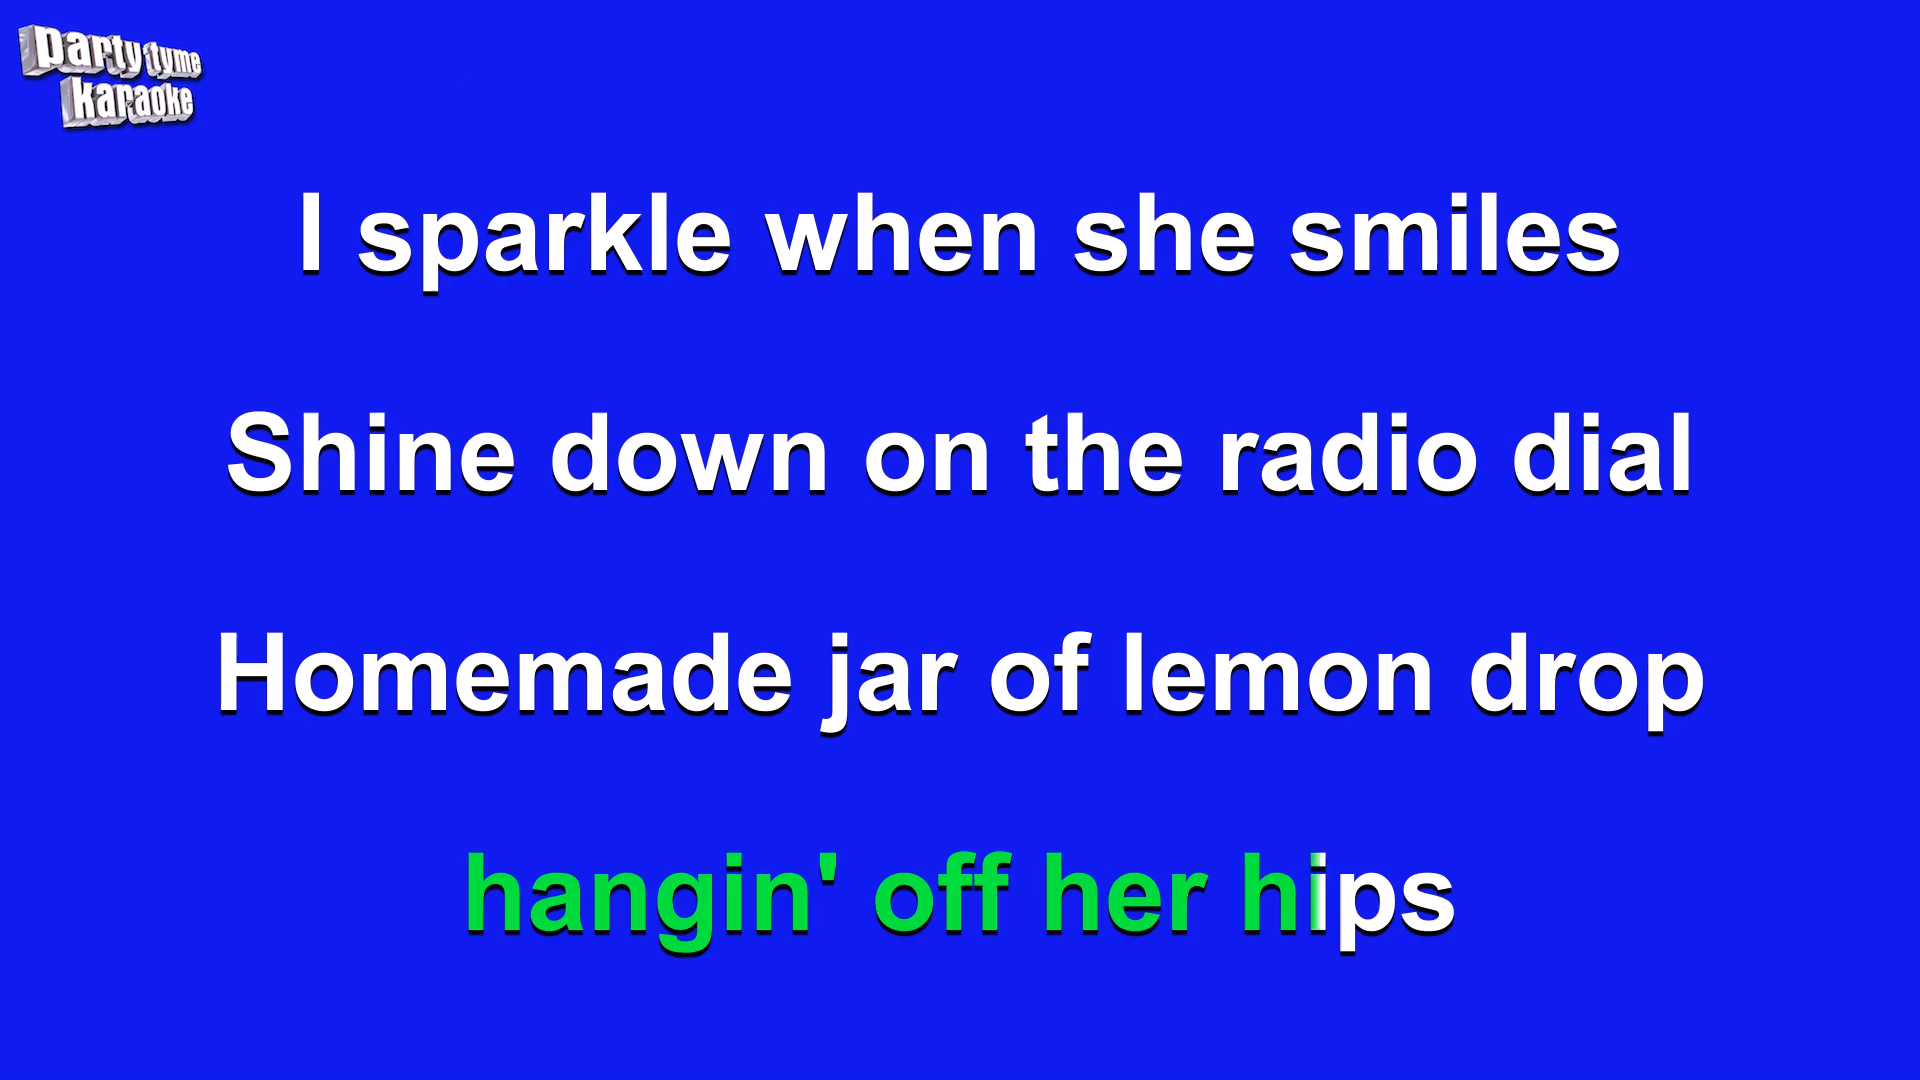 party tyme
karaoke
I sparkle when she smiles
Shine down on the radio dial
Homemade jar of lemon drop
hangin' off her hips